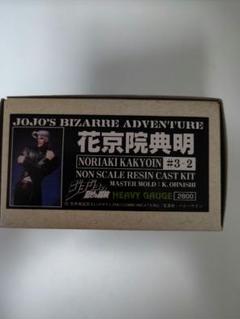 JOJO'S BIZARRE ADVENTURE
花京院典明
NORIAKI KAKYOIN #3-2
NON SCALE RESIN CAST KIT
MASTER MOLD : K. OHNISHI
HEAVY GAUGE 2800